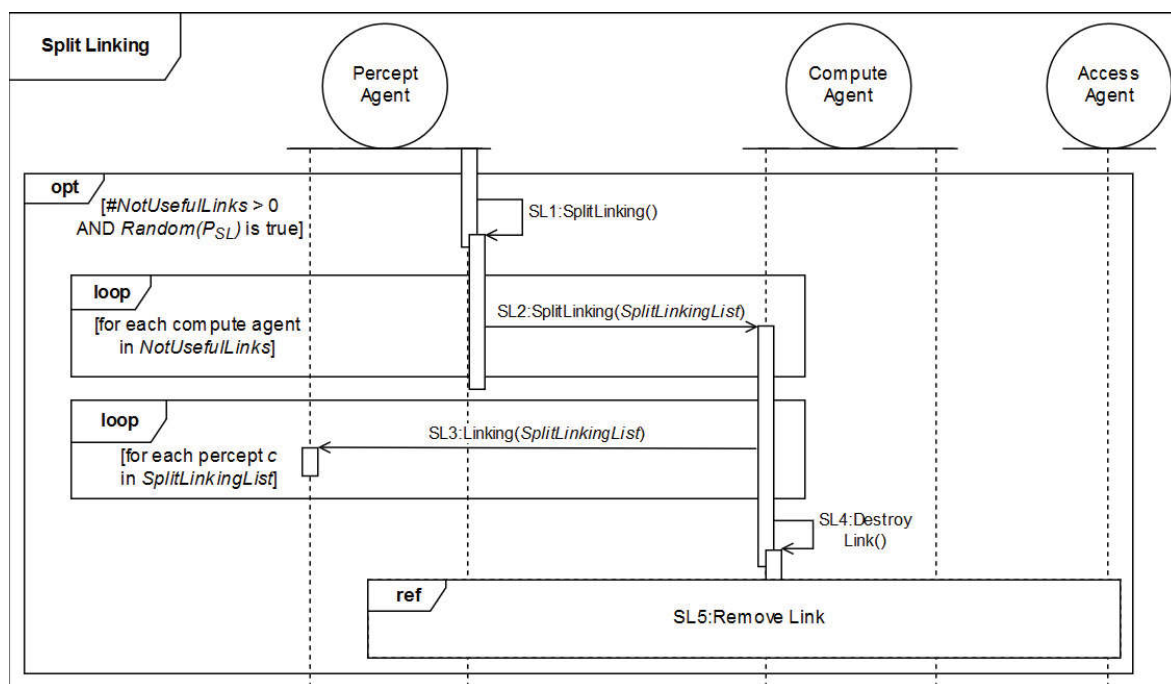 Split Linking
Percept
Agent
Compute
Agent
Access
Agent
opt
[#NotUsefulLinks > 0
AND Random(PSL) is true]
SL1:SplitLinking()
loop
[for each compute agent
in NotUsefulLinks]
SL2:SplitLinking(SplitLinkingList)
loop
[for each percept c
in SplitLinkingList]
SL3:Linking(SplitLinkingList)
SL4:Destroy
Link()
ref
SL5:Remove Link